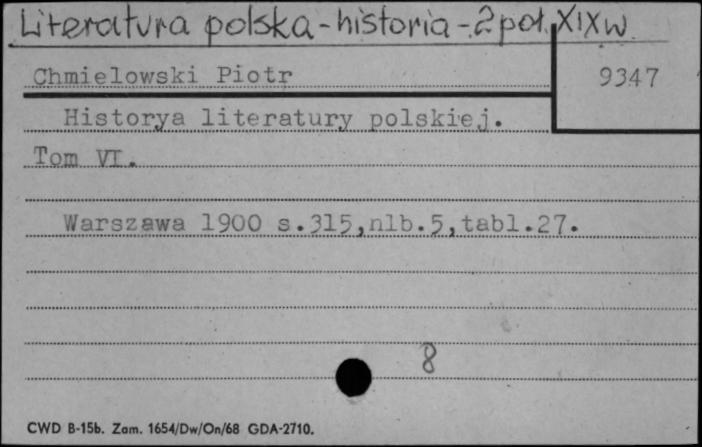 Literatura polska - historia - 2 poł. XIX w.
Chmielowski Piotr
9347
Historya literatury polskiej.
Tom VI.
Warszawa 1900 s.315,nlb.5,tabl.27.
8
CWD B-15b. Zam. 1654/Dw/On/68 GDA-2710.